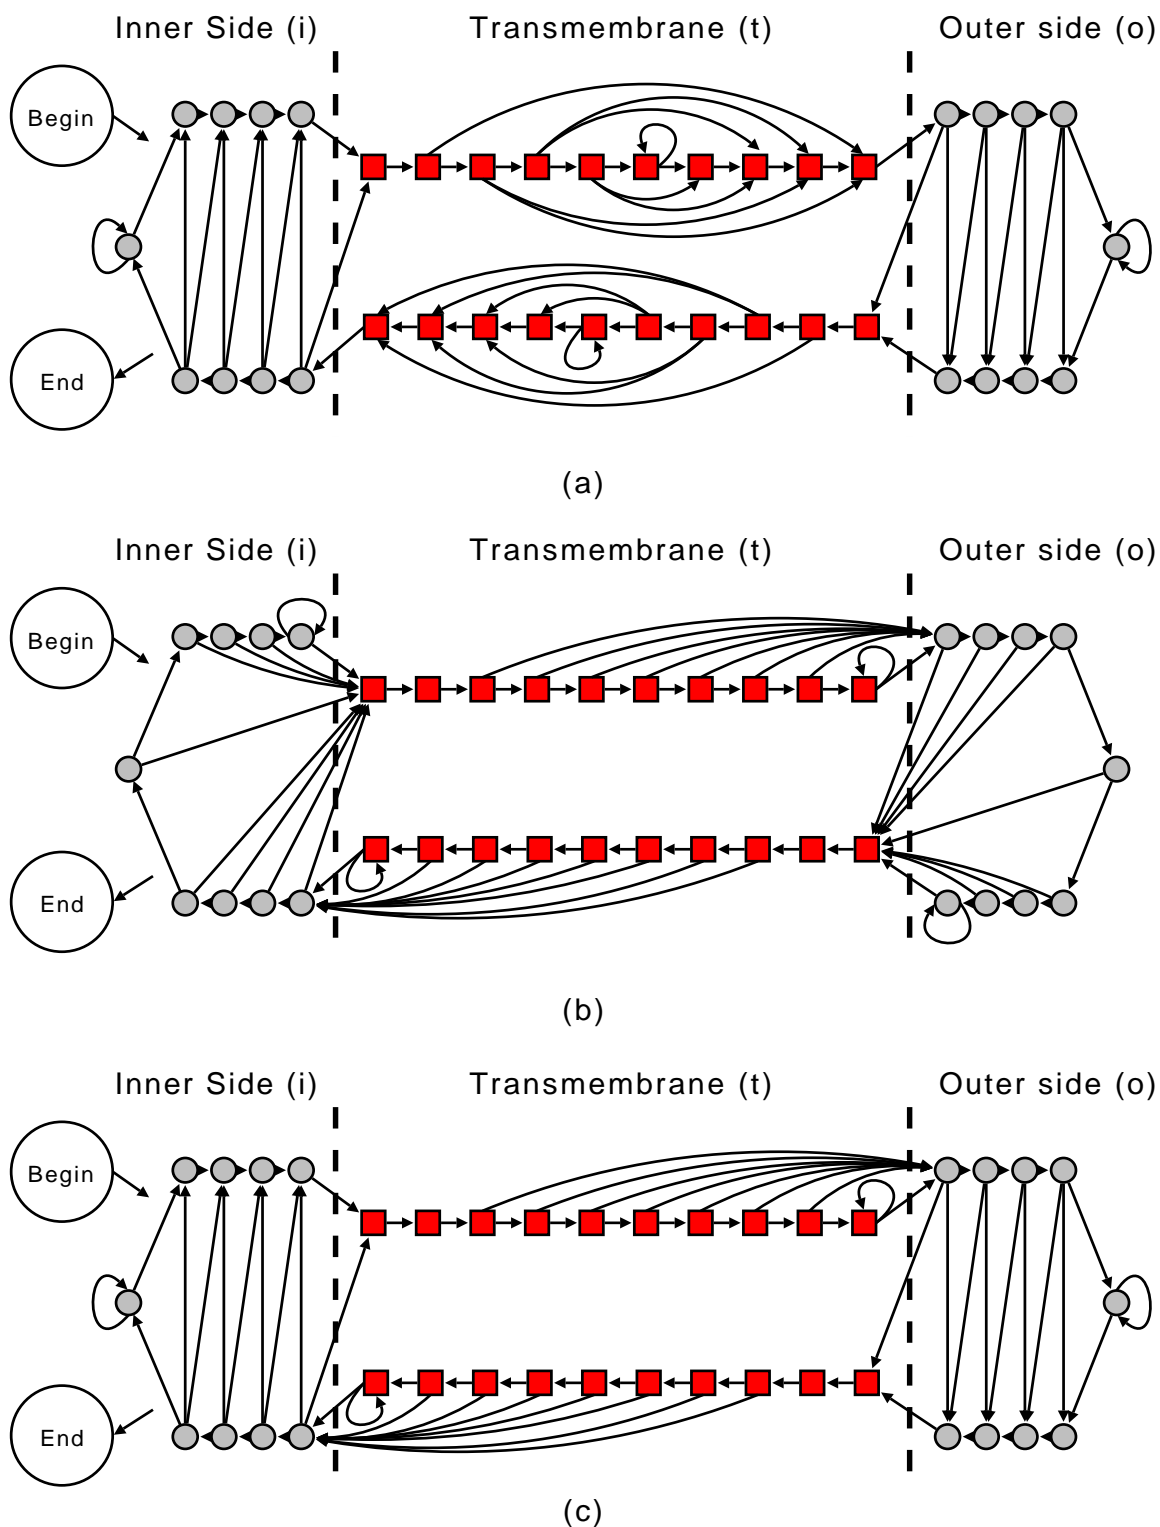 Inner Side (i) Transmembrane (t) Outer side (o)
Begin
End
(a)
Inner Side (i) Transmembrane (t) Outer side (o)
Begin
End
(b)
Inner Side (i) Transmembrane (t) Outer side (o)
Begin
End
(c)